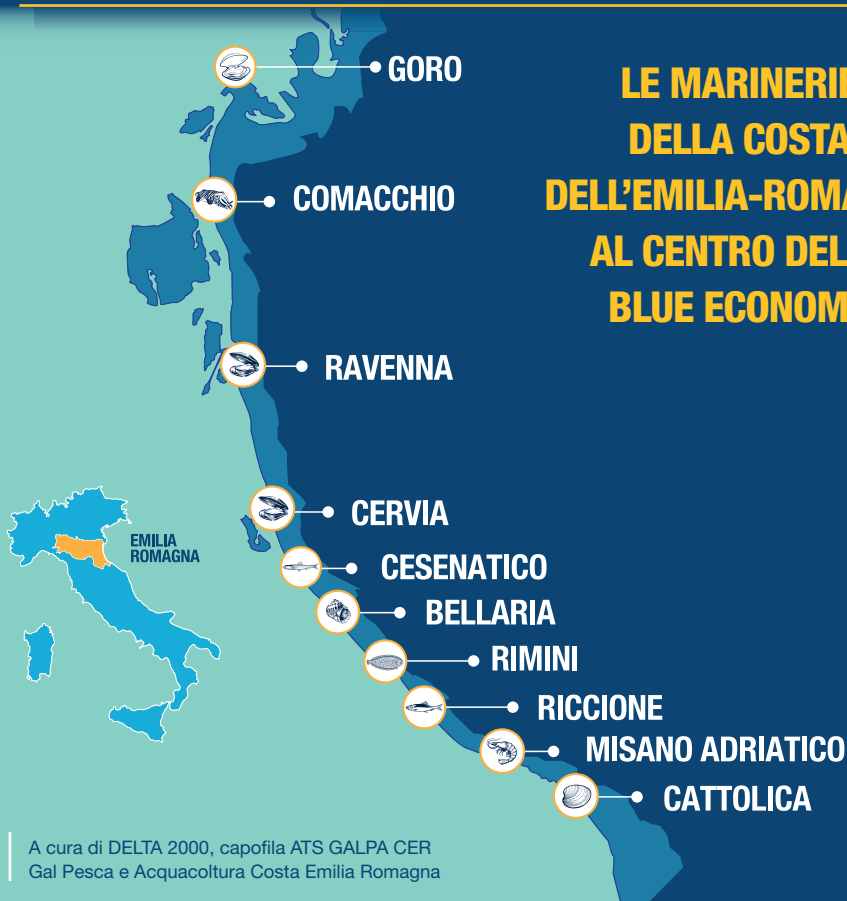 GORO
LE MARINERI
DELLA COSTA
DELL'EMILIA-ROMA
AL CENTRO DEL
BLUE ECONOM
COMACCHIO
RAVENNA
CERVIA
EMILIA
ROMAGNA
CESENATICO
BELLARIA
RIMINI
RICCIONE
MISANO ADRIATICO
CATTOLICA
A cura di DELTA 2000, capofila ATS GALPA CER
Gal Pesca e Acquacoltura Costa Emilia Romagna